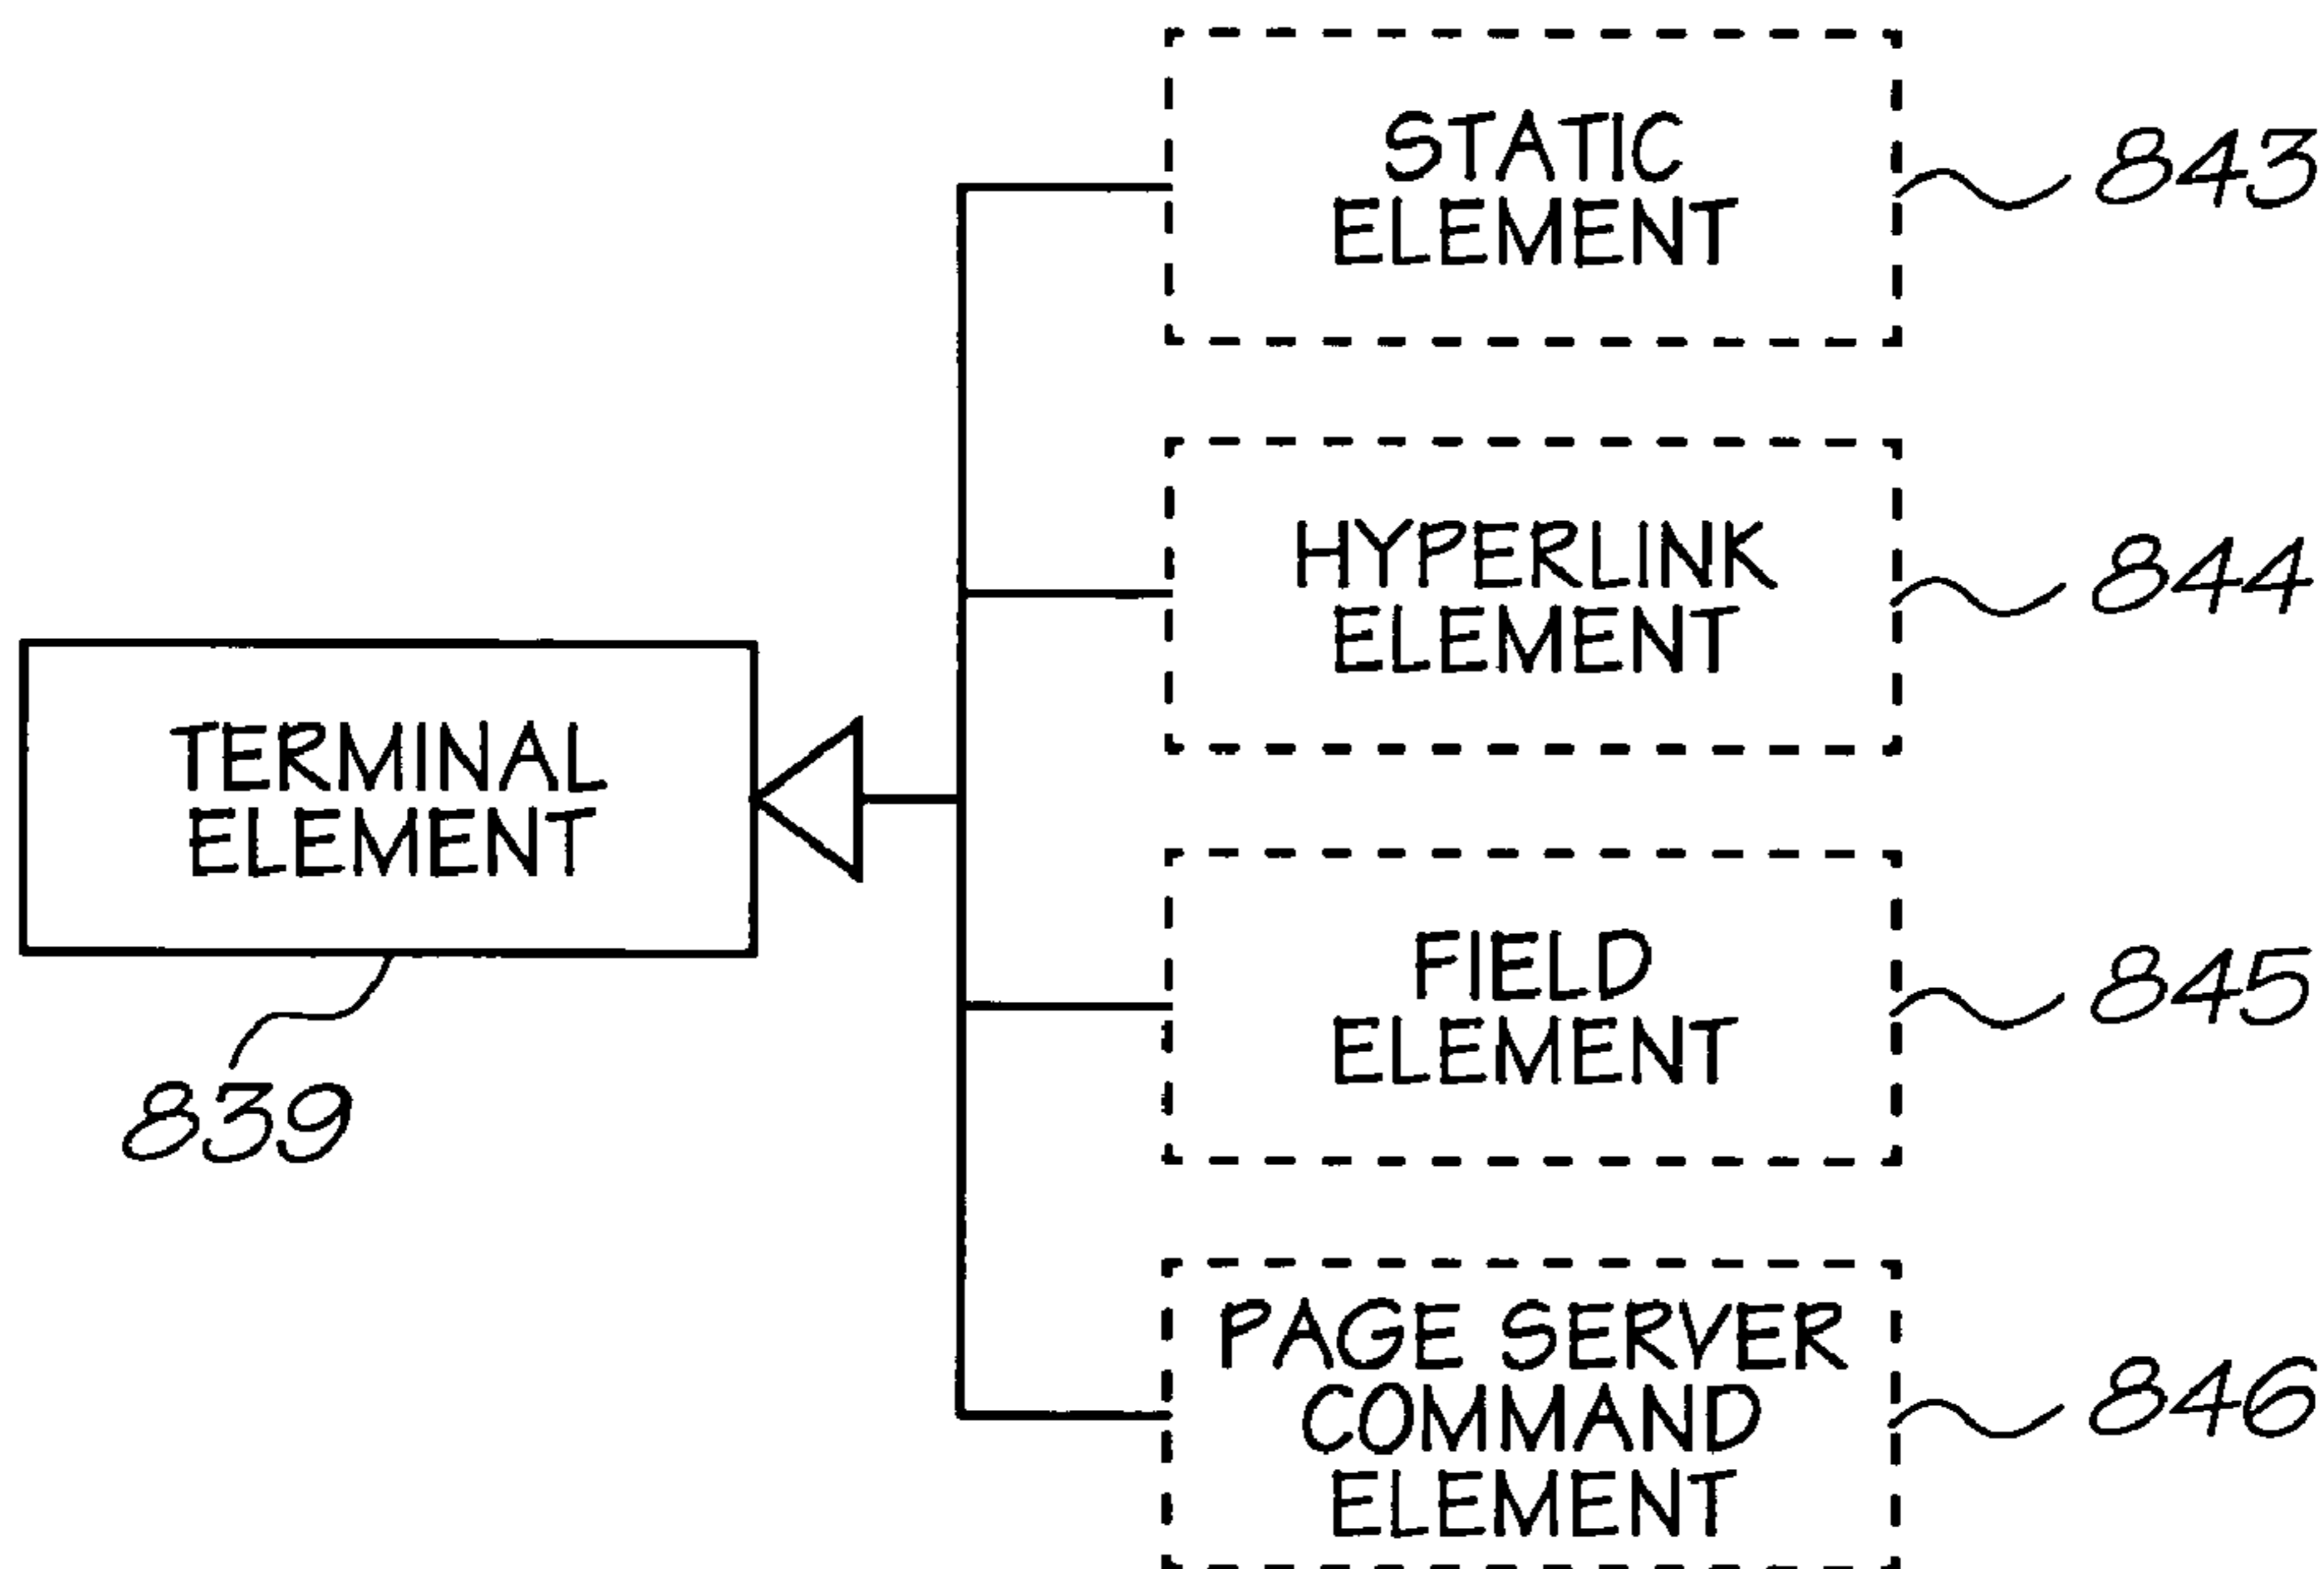 STATIC
ELEMENT
843
HYPERLINK
ELEMENT
844
TERMINAL
ELEMENT
839
FIELD
ELEMENT
845
PAGE SERVER
COMMAND
ELEMENT
846